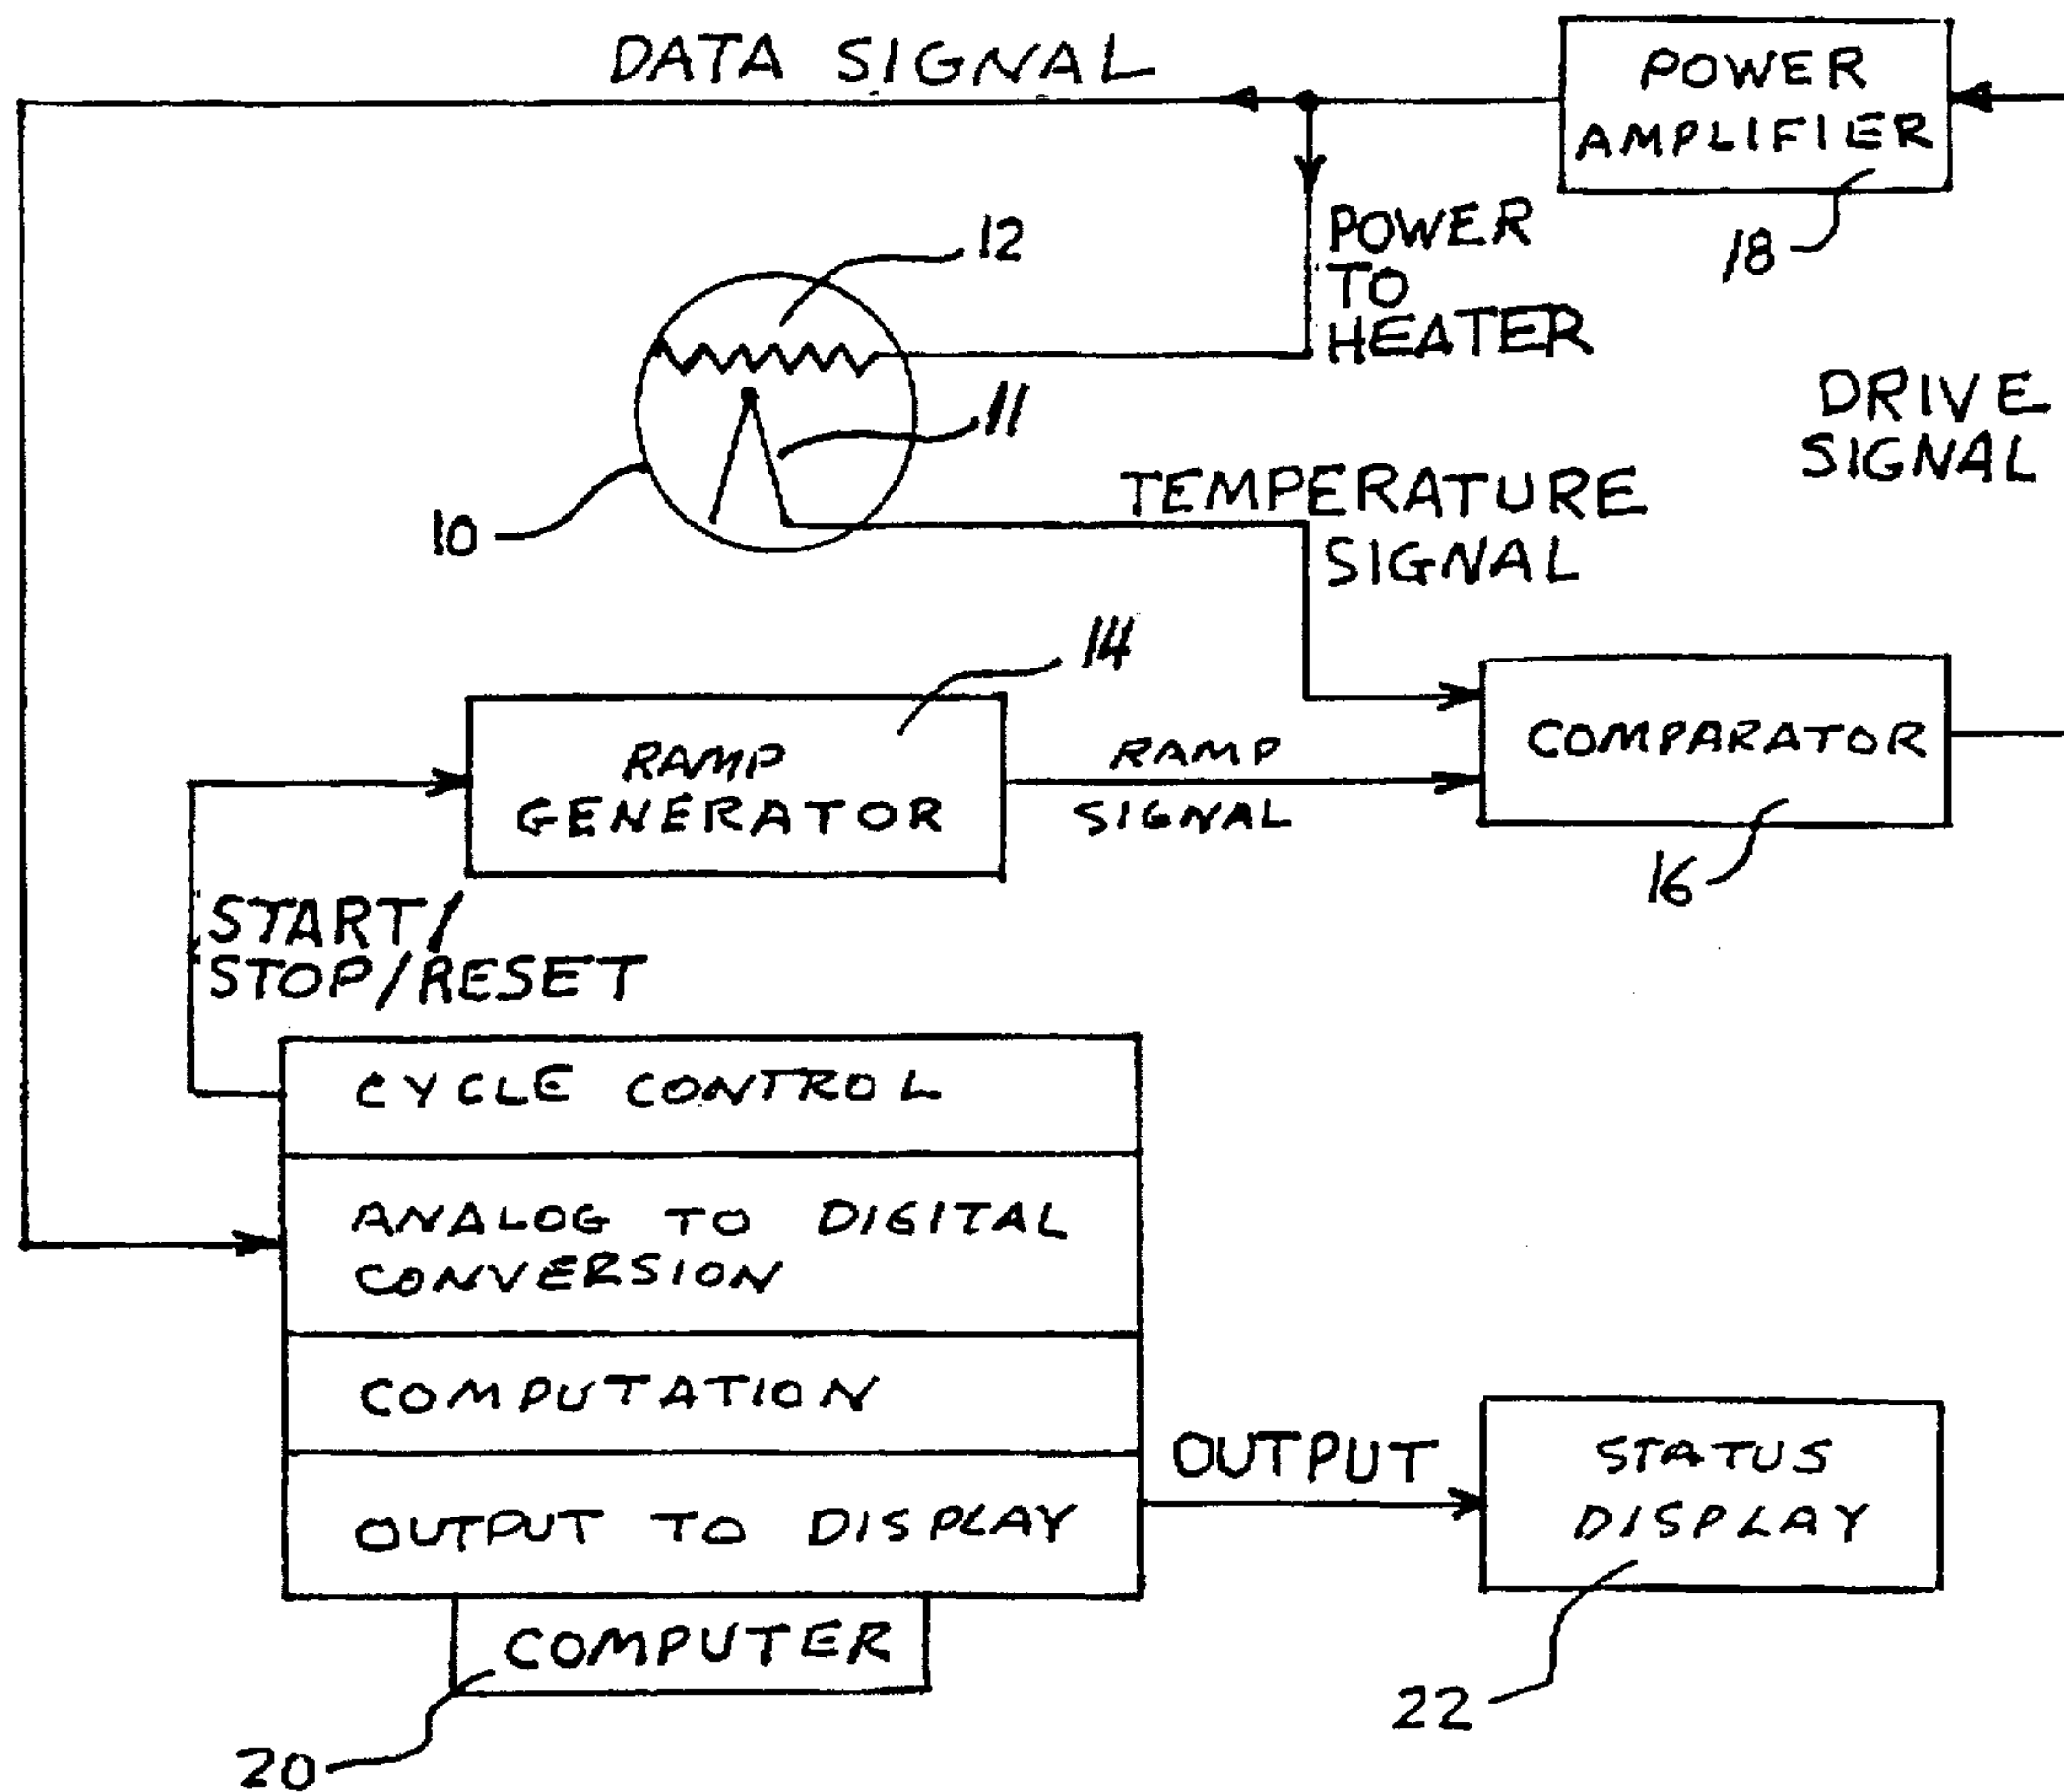 DATA SIGNAL
POWER
AMPLIFIER
18
12
POWER
TO
HEATER
11
DRIVE
SIGNAL
10
TEMPERATURE
SIGNAL
14
RAMP
GENERATOR
RAMP
SIGNAL
COMPARATOR
16
START/
STOP/RESET
CYCLE CONTROL
ANALOG TO DIGITAL
CONVERSION
COMPUTATION
OUTPUT TO DISPLAY
OUTPUT
STATUS
DISPLAY
COMPUTER
22
20